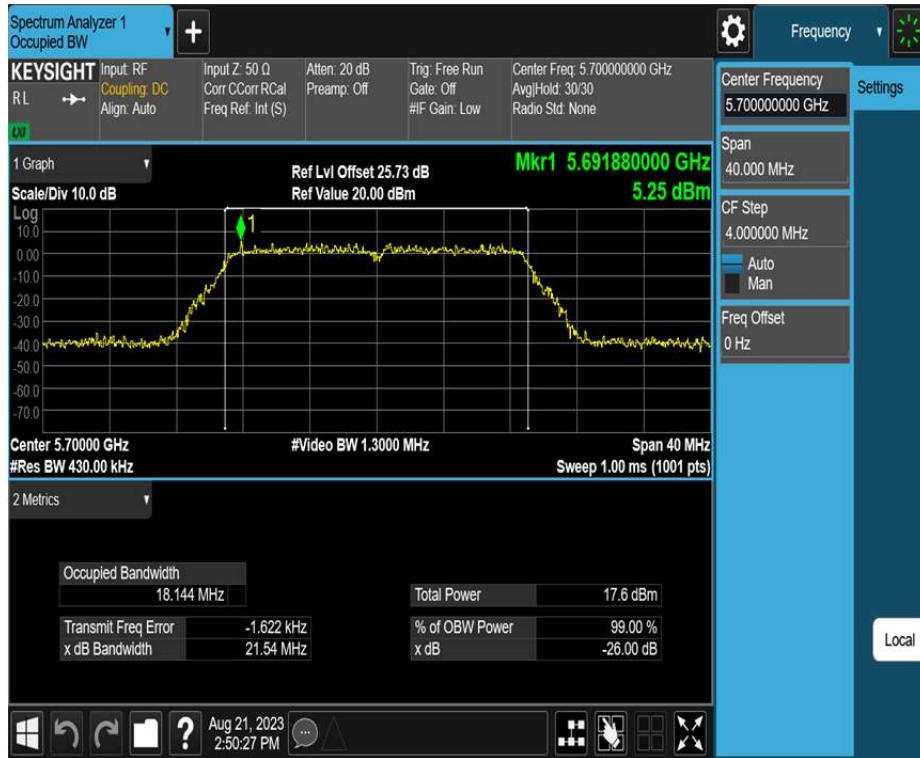 Spectrum Analyzer 1
Occupied BW
+
Frequency
KEYSIGHT
RL
LXI
Input: RF
Coupling: DC
Align: Auto
Input Z: 50 Ω
Corr CCorr RCal
Freq Ref: Int (S)
Atten: 20 dB
Preamp: Off
Trig: Free Run
Gate: Off
#IF Gain: Low
Center Freq: 5.700000000 GHz
Avg|Hold: 30/30
Radio Std: None
Center Frequency
5.700000000 GHz
Settings
Span
40.000 MHz
CF Step
4.000000 MHz
Auto
Man
Freq Offset
0 Hz
Local
1 Graph
Scale/Div 10.0 dB
Ref Lvl Offset 25.73 dB
Ref Value 20.00 dBm
Mkr1 5.691880000 GHz
5.25 dBm
Log
1
10.0
0.00
-10.0
-20.0
-30.0
-40.0
-50.0
-60.0
-70.0
Center 5.70000 GHz
#Video BW 1.3000 MHz
Span 40 MHz
#Res BW 430.00 kHz
Sweep 1.00 ms (1001 pts)
2 Metrics
Occupied Bandwidth
18.144 MHz
Total Power 17.6 dBm
Transmit Freq Error -1.622 kHz
% of OBW Power 99.00 %
x dB Bandwidth 21.54 MHz
x dB -26.00 dB
?
Aug 21, 2023
2:50:27 PM